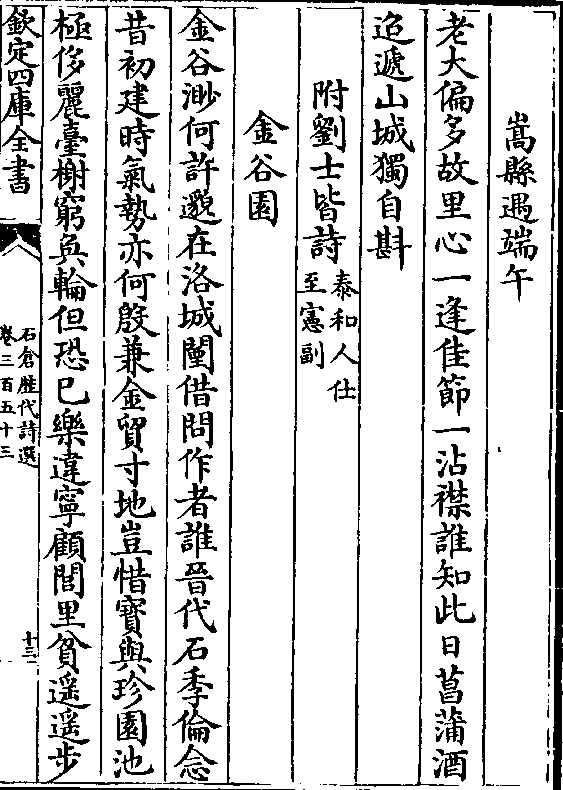 嵩縣遇端午
老大偏多故里心一逢佳節一沾襟誰知此日菖蒲酒
迢遞山城獨自斟
附劉士皆詩泰和人仕至憲副
金谷園
金谷渺何許邈在洛城闉借問作者誰晉代石季倫念
昔初建時氣勢亦何殷兼金貿寸地豈惜寳與珍園池
極侈麗臺榭窮奐輪但恐已樂違寧顧閭里貧遥遥步
欽定四庫全書
石倉歴代詩選
卷三百五十三
十三